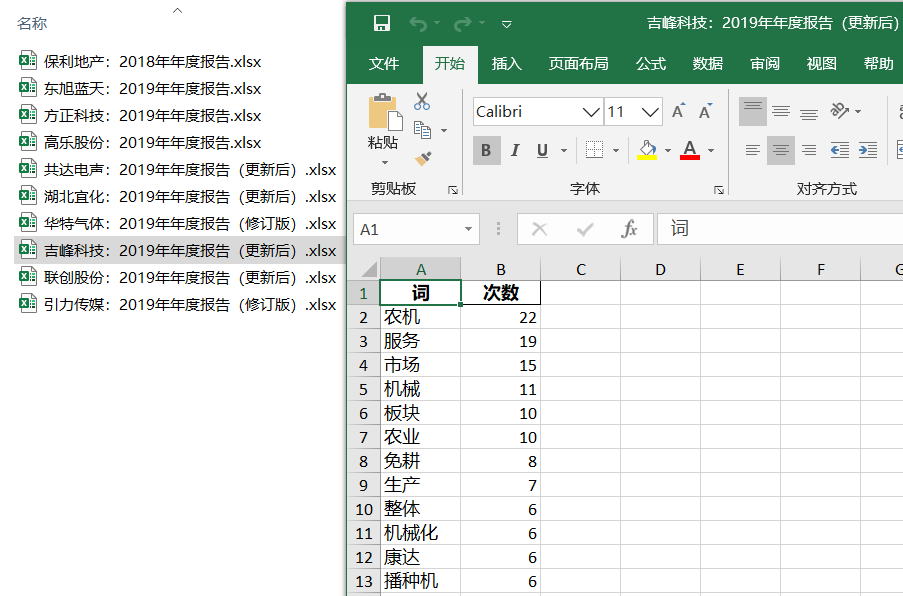 名称
保利地产：2018年年度报告.xlsx
东旭蓝天：2019年年度报告.xlsx
方正科技：2019年年度报告.xlsx
高乐股份：2019年年度报告.xlsx
共达电声：2019年年度报告（更新后）.xlsx
湖北宜化：2019年年度报告（更新后）.xlsx
华特气体：2019年年度报告（修订版）.xlsx
吉峰科技：2019年年度报告（更新后）.xlsx
联创股份：2019年年度报告（更新后）.xlsx
引力传媒：2019年年度报告（修订版）.xlsx
吉峰科技：2019年年度报告（更新后）
文件 开始 插入 页面布局 公式 数据 审阅 视图 帮助
Calibri 11 A A
粘贴
B I U A
剪贴板 字体 对齐方式
A1 fx 词
A B C D E F G
1 词 次数
2 农机 22
3 服务 19
4 市场 15
5 机械 11
6 板块 10
7 农业 10
8 免耕 8
9 生产 7
10 整体 6
11 机械化 6
12 康达 6
13 播种机 6